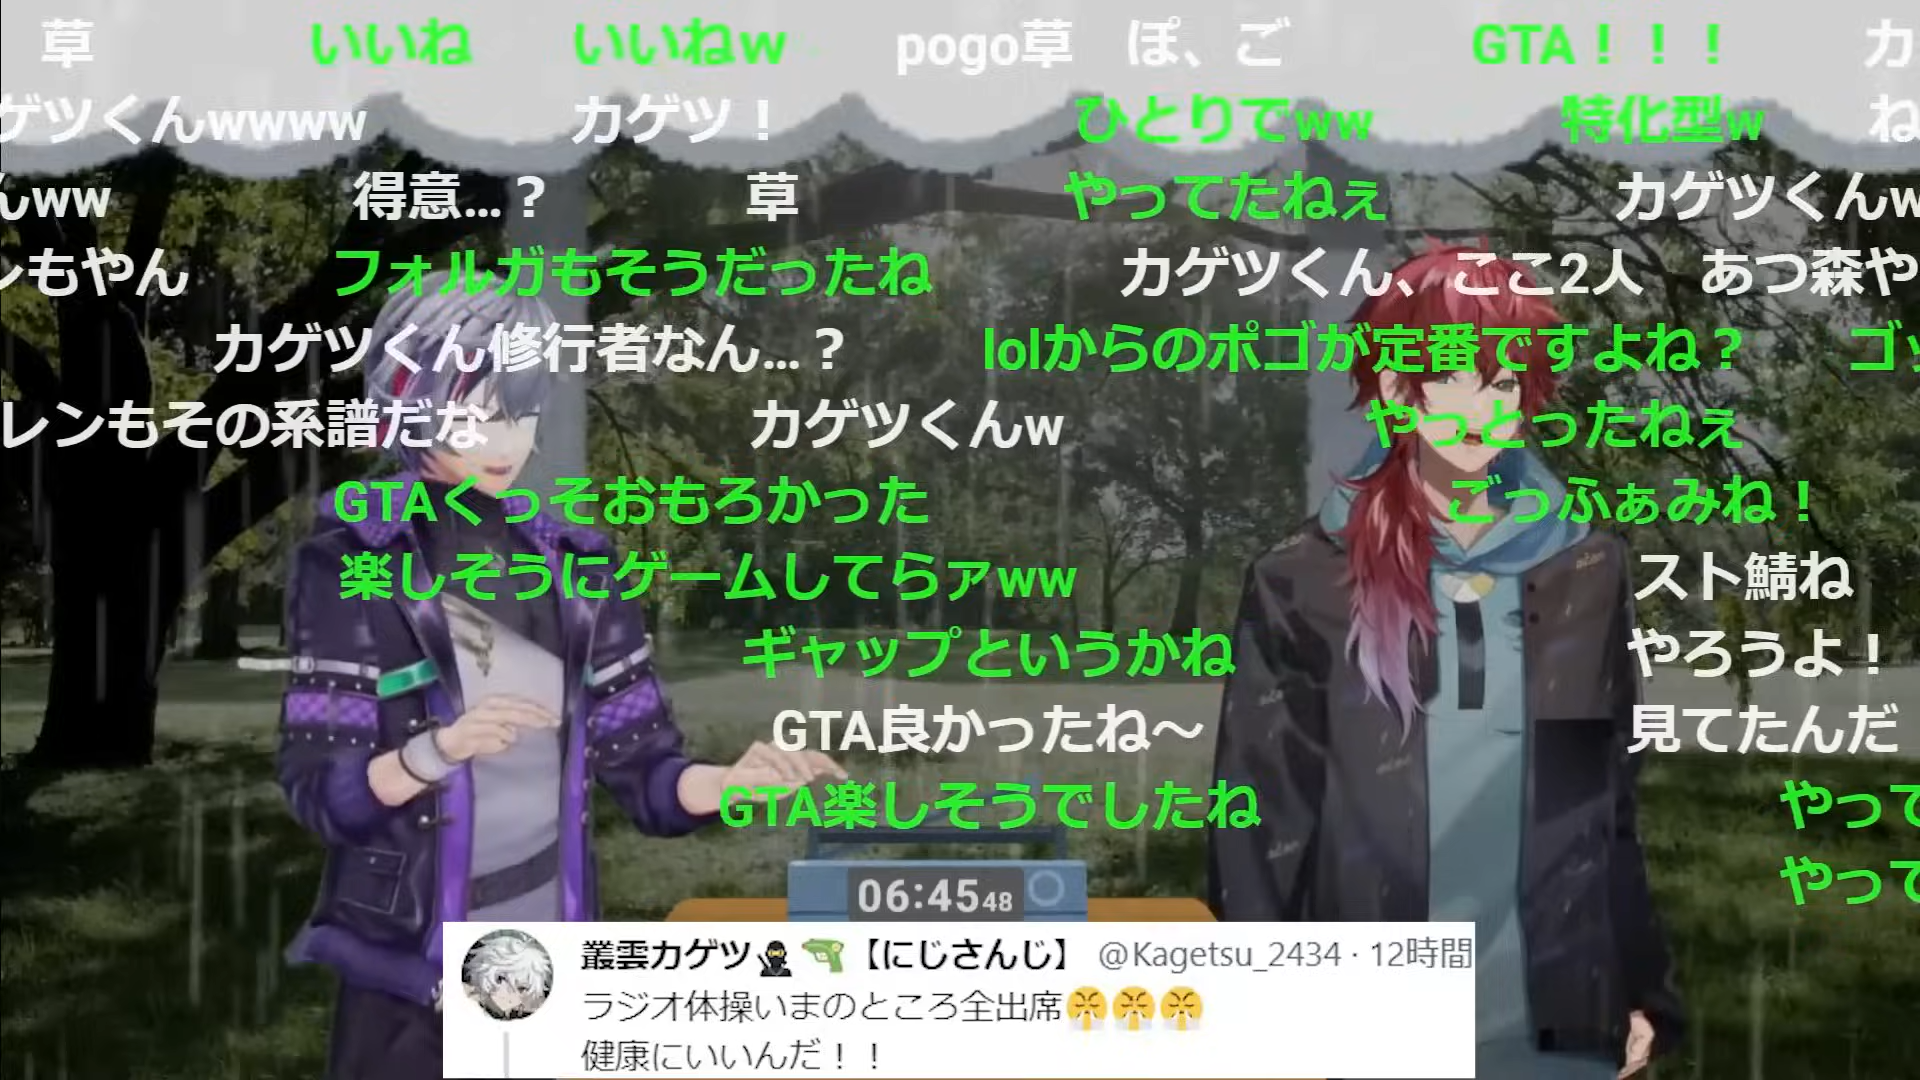 草 いいね いいねw pogo草 ぽ、ご GTA！！！ カ
ゲツくんwwww カゲツ！ ひとりでww 特化型w ね
んww 得意...？ 草 やってたねぇ カゲツくんw
レもやん フォルガもそうだったね カゲツくん、ここ2人 あつ森や
カゲツくん修行者なん...？ lolからのポゴが定番ですよね？ ゴッ
レンもその系譜だな カゲツくんw やっとったねぇ
GTAくっそおもろかった ごっふぁみね！
楽しそうにゲームしてらァww スト鯖ね
ギャップというかね やろうよ！
GTA良かったね〜 見てたんだ
GTA楽しそうでしたね やって
やって
06:4548
叢雲カゲツ🥷🔫【にじさんじ】 @Kagetsu_2434 · 12時間
ラジオ体操いまのところ全出席😤😤😤
健康にいいんだ！！